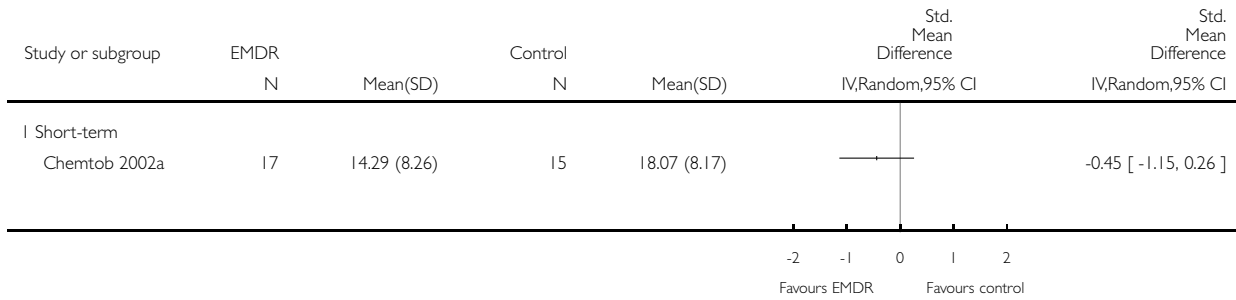 Std. Mean Difference Std. Mean Difference
Study or subgroup EMDR Control
N Mean(SD) N Mean(SD) IV,Random,95% CI IV,Random,95% CI
1 Short-term
Chemtob 2002a 17 14.29 (8.26) 15 18.07 (8.17) -0.45 [ -1.15, 0.26 ]
-2 -1 0 1 2
Favours EMDR Favours control